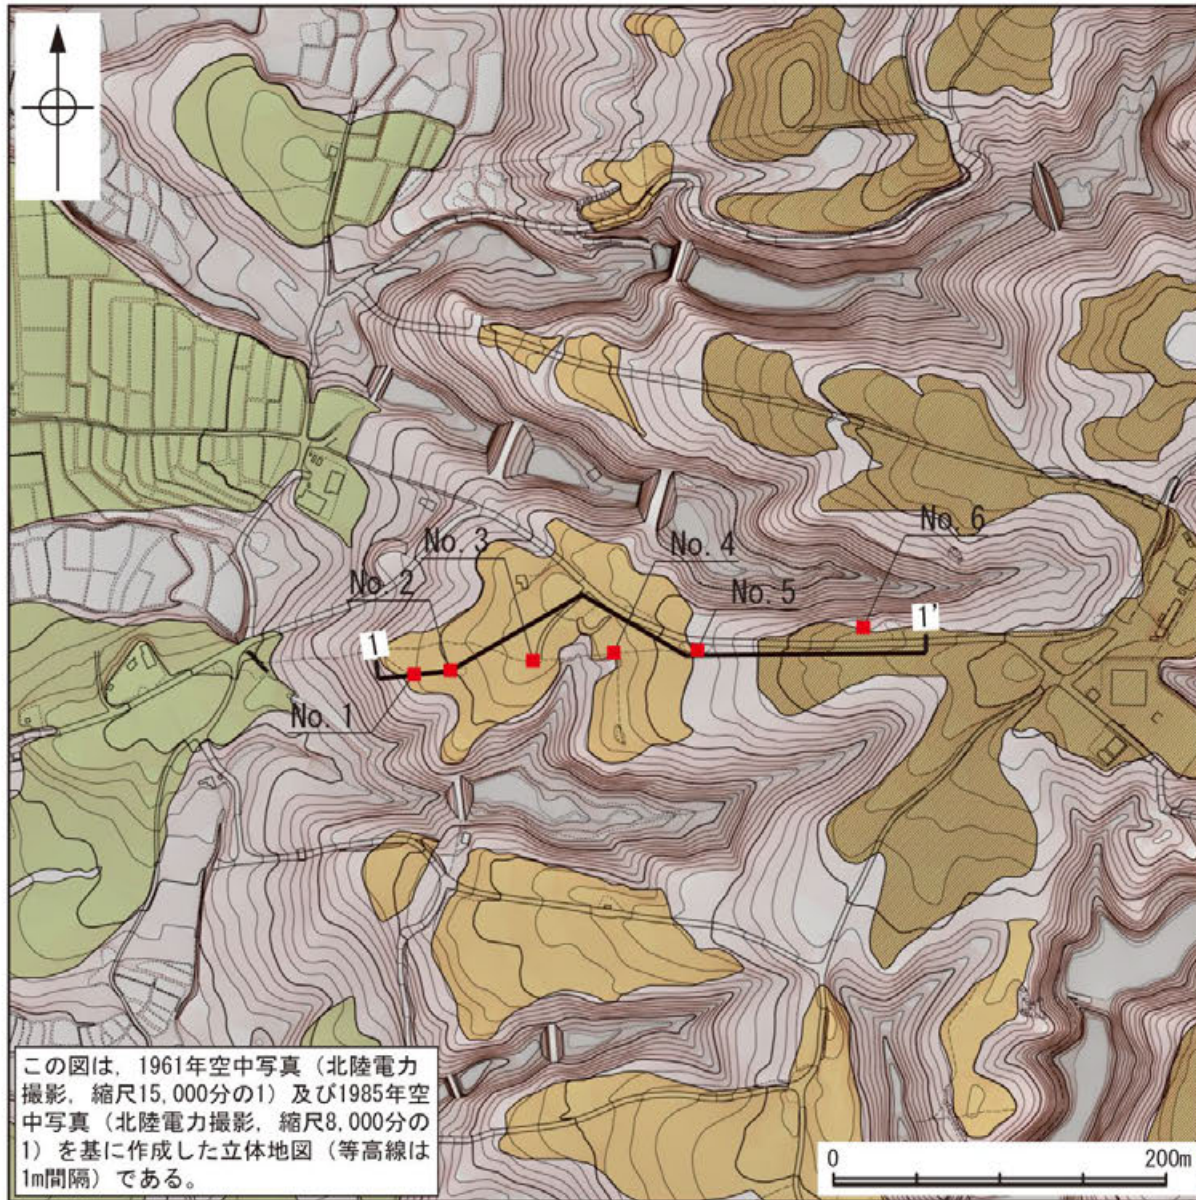 No. 6
No. 3
No. 4
No. 2
No. 5
1
1'
No. 1
この図は，1961年空中写真（北陸電力
撮影，縮尺15,000分の1）及び1985年空
中写真（北陸電力撮影，縮尺8,000分の
1）を基に作成した立体地図（等高線は
1m間隔）である。
0 200m